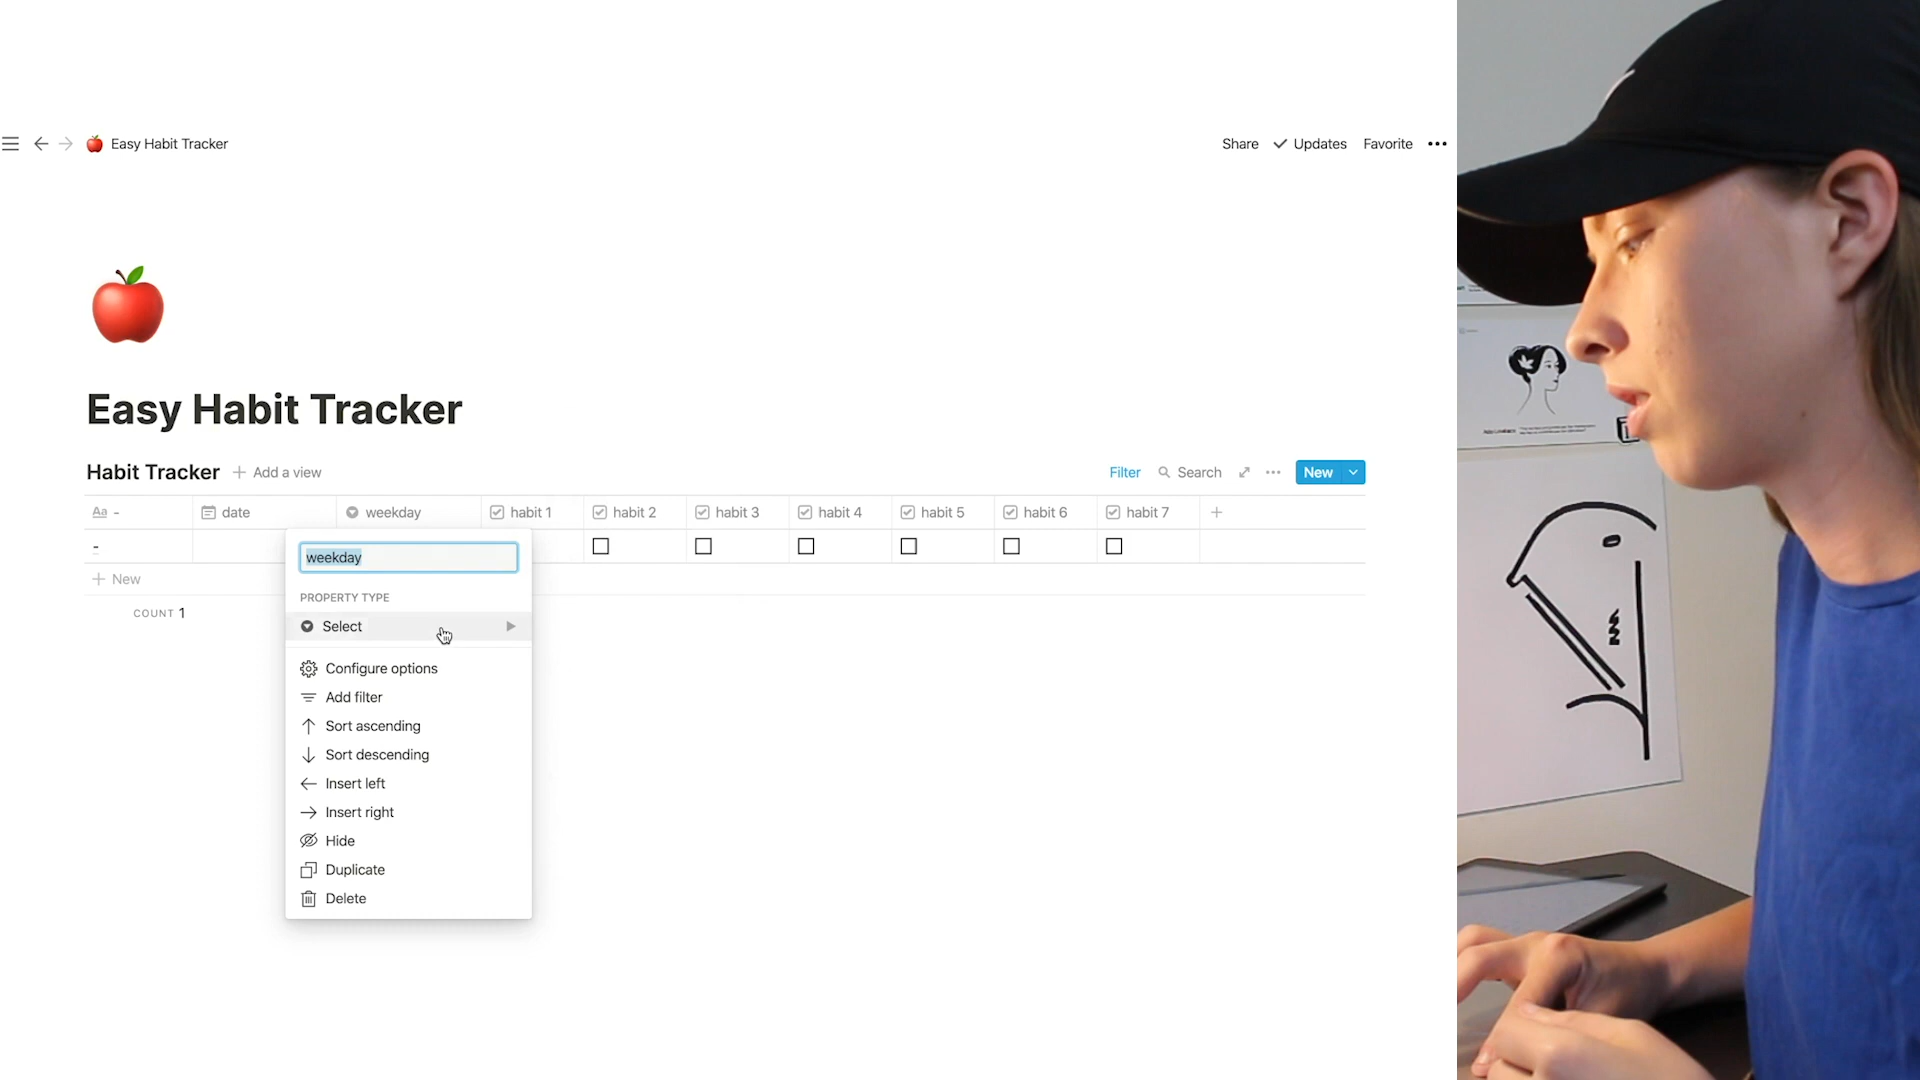 Easy Habit Tracker
Share Updates Favorite
Easy Habit Tracker
Habit Tracker Add a view
Filter Search New
Aa - date weekday habit 1 habit 2 habit 3 habit 4 habit 5 habit 6 habit 7
-
weekday
New
PROPERTY TYPE
COUNT 1
Select
Configure options
Add filter
Sort ascending
Sort descending
Insert left
Insert right
Hide
Duplicate
Delete